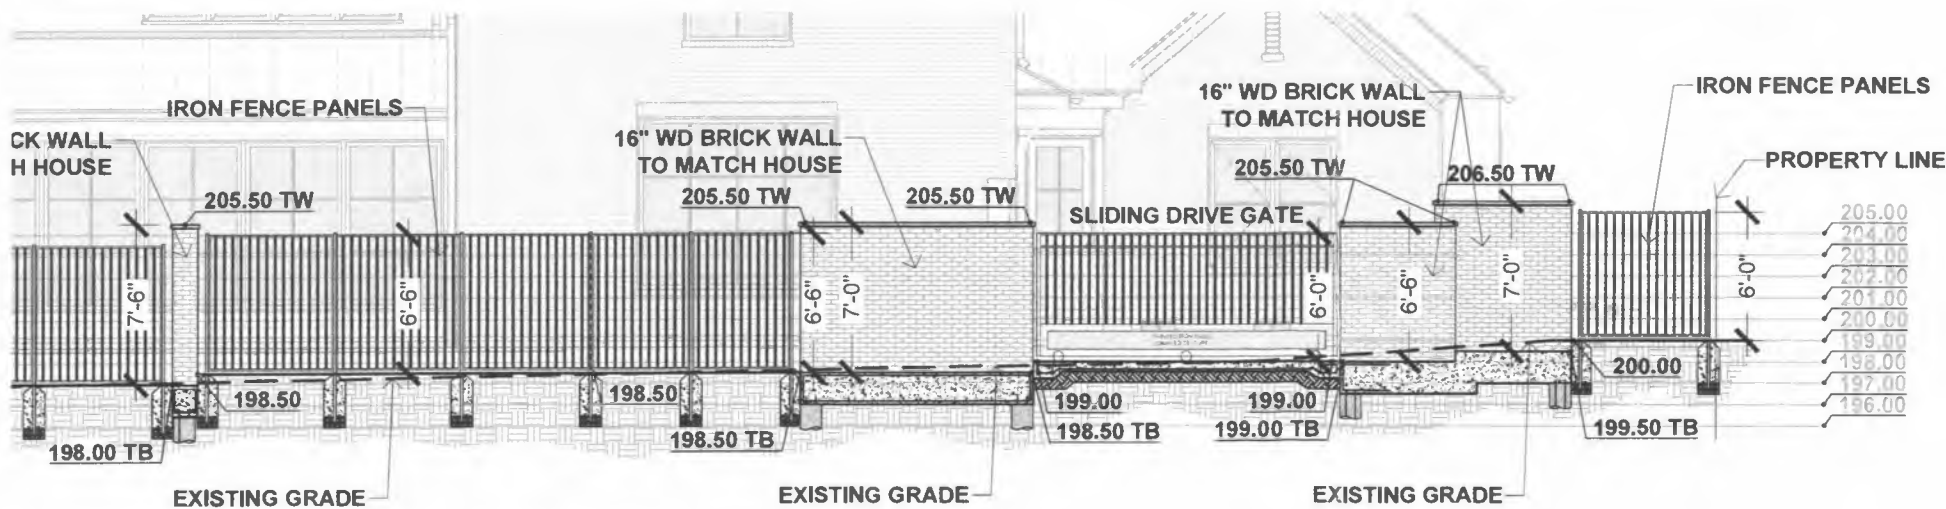 IRON FENCE PANELS
CK WALL
H HOUSE
205.50 TW
7'-6"
6'-6"
198.50
198.00 TB
EXISTING GRADE
16" WD BRICK WALL
TO MATCH HOUSE
205.50 TW
205.50 TW
6'-6"
7'-0"
198.50
198.50 TB
EXISTING GRADE
SLIDING DRIVE GATE
6'-0"
199.00
198.50 TB
199.00
199.00 TB
16" WD BRICK WALL
TO MATCH HOUSE
205.50 TW
206.50 TW
6'-6"
7'-0"
EXISTING GRADE
IRON FENCE PANELS
PROPERTY LINE
6'-0"
200.00
199.50 TB
205.00
204.00
203.00
202.00
201.00
200.00
199.00
198.00
197.00
196.00